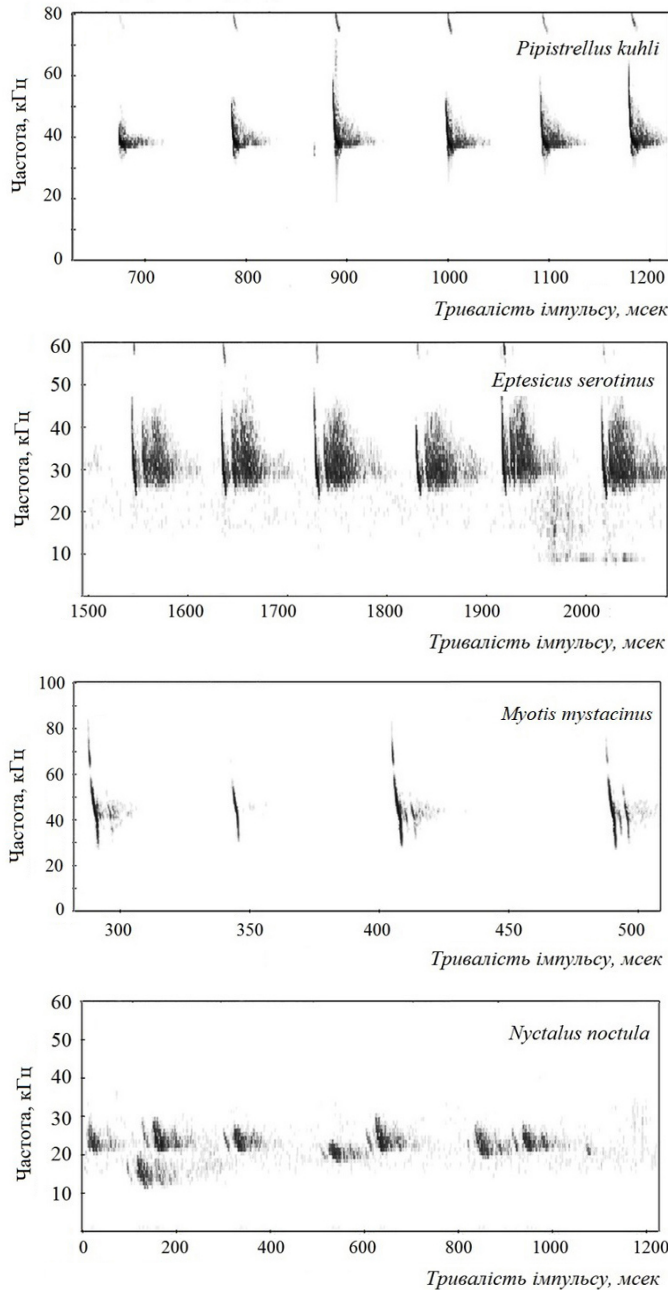 80
Pipistrellus kuhli
60
40
20
0
Частота, кГц
700 800 900 1000 1100 1200
Тривалість імпульсу, мсек
60
Eptesicus serotinus
50
40
30
20
10
Частота, кГц
1500 1600 1700 1800 1900 2000
Тривалість імпульсу, мсек
100
Myotis mystacinus
80
60
40
20
0
Частота, кГц
300 350 400 450 500
Тривалість імпульсу, мсек
60
Nyctalus noctula
50
40
30
20
10
Частота, кГц
0 200 400 600 800 1000 1200
Тривалість імпульсу, мсек